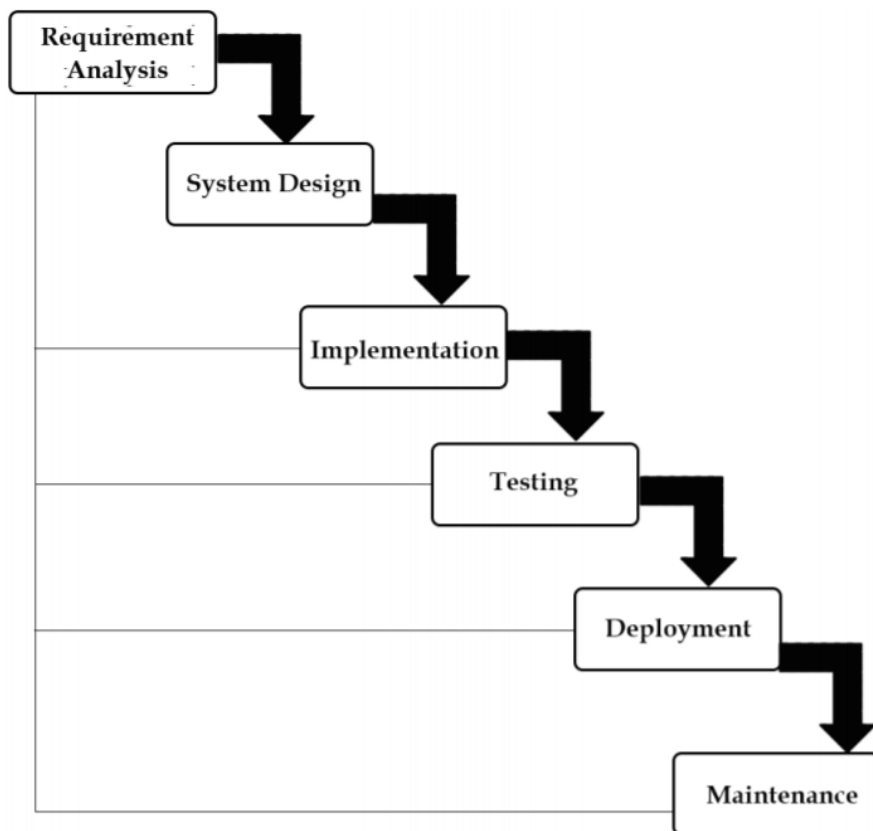 Requirement
Analysis
System Design
Implementation
Testing
Deployment
Maintenance